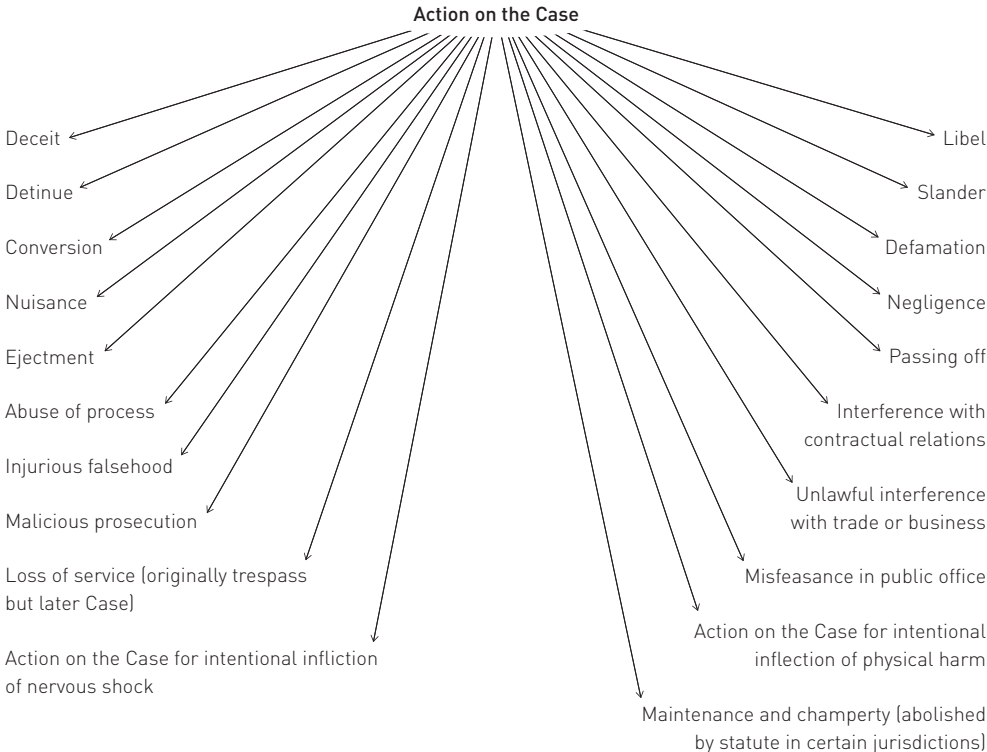 Action on the Case
Deceit
Detinue
Conversion
Nuisance
Ejectment
Abuse of process
Injurious falsehood
Malicious prosecution
Loss of service (originally trespass
but later Case)
Action on the Case for intentional infliction
of nervous shock
Libel
Slander
Defamation
Negligence
Passing off
Interference with
contractual relations
Unlawful interference
with trade or business
Misfeasance in public office
Action on the Case for intentional
inflection of physical harm
Maintenance and champerty (abolished
by statute in certain jurisdictions)